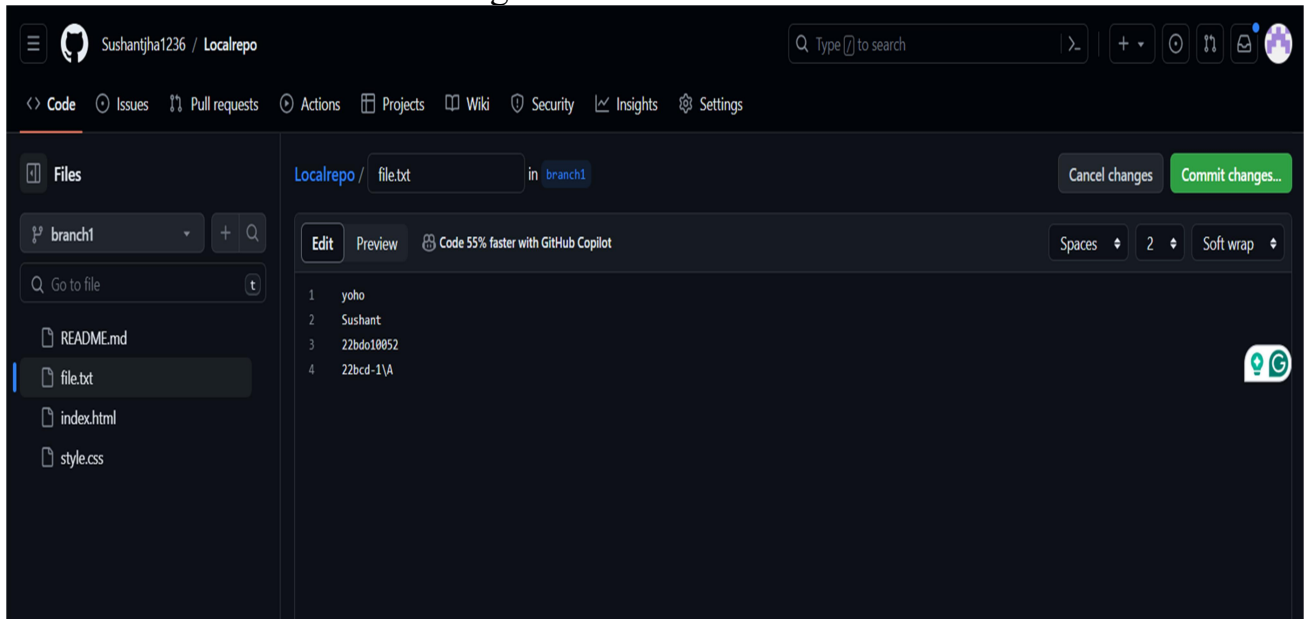 Sushantjha1236 / Localrepo
Type / to search
Code Issues Pull requests Actions Projects Wiki Security Insights Settings
Files
Localrepo / file.txt in branch1
Cancel changes Commit changes...
branch1
Edit Preview Code 55% faster with GitHub Copilot
Spaces 2 Soft wrap
Go to file t
1 yoho
2 Sushant
3 22bdo10052
4 22bcd-1\A
README.md
file.txt
index.html
style.css